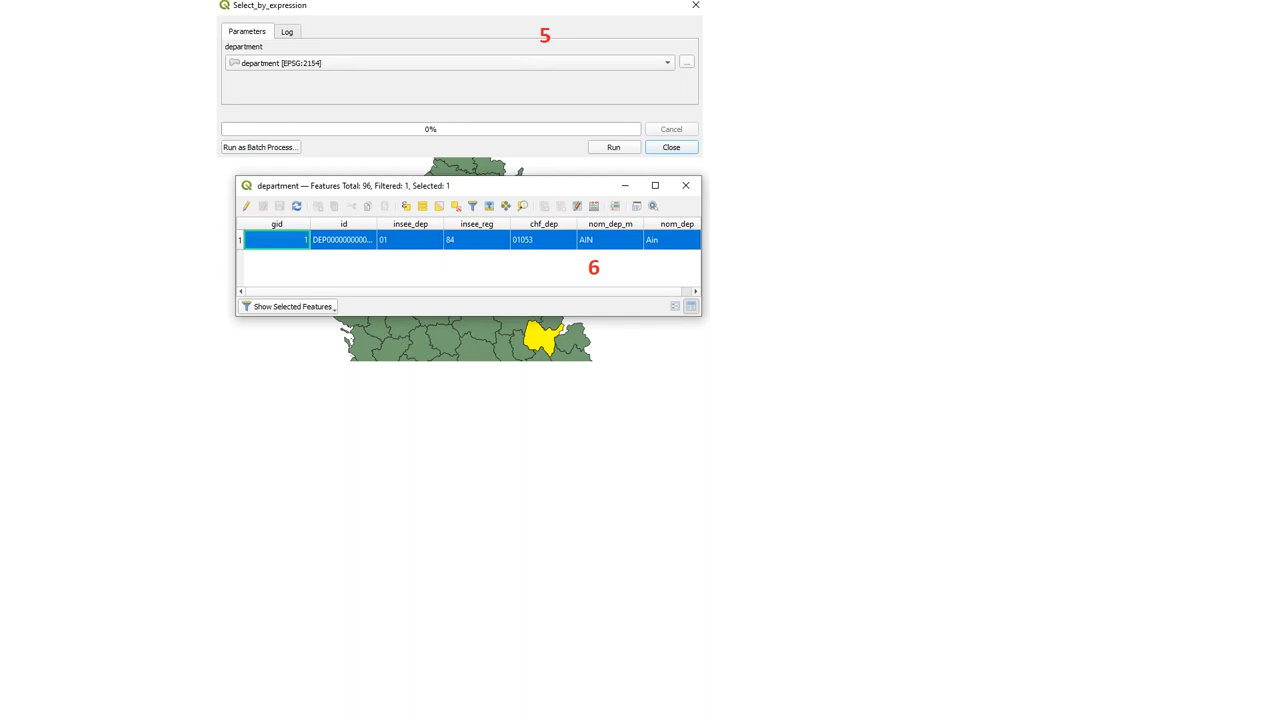 Select_by_expression
5
Parameters Log
department
department [EPSG:2154] ...
0% Cancel
Run as Batch Process... Run Close
department — Features Total: 96, Filtered: 1, Selected: 1
gid id insee_dep insee_reg chf_dep nom_dep_m nom_dep
1 1 DEP0000000000... 01 84 01053 AIN Ain
6
Show Selected Features